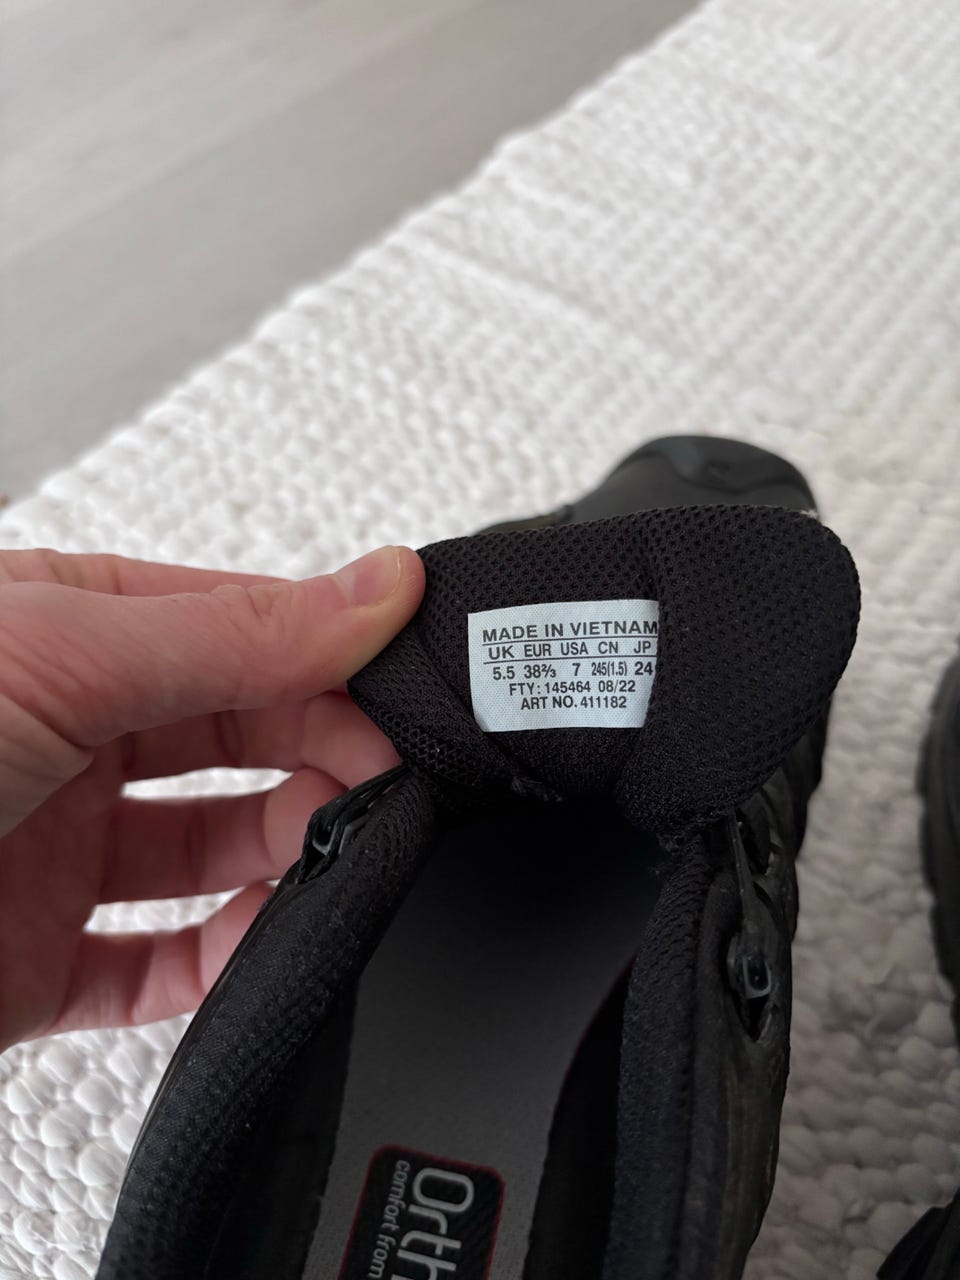 MADE IN VIETNAM
UK EUR USA CN JP
5.5 38⅔ 7 245(1.5) 24
FTY: 145464 08/22
ART NO. 411182
Orth
comfort from